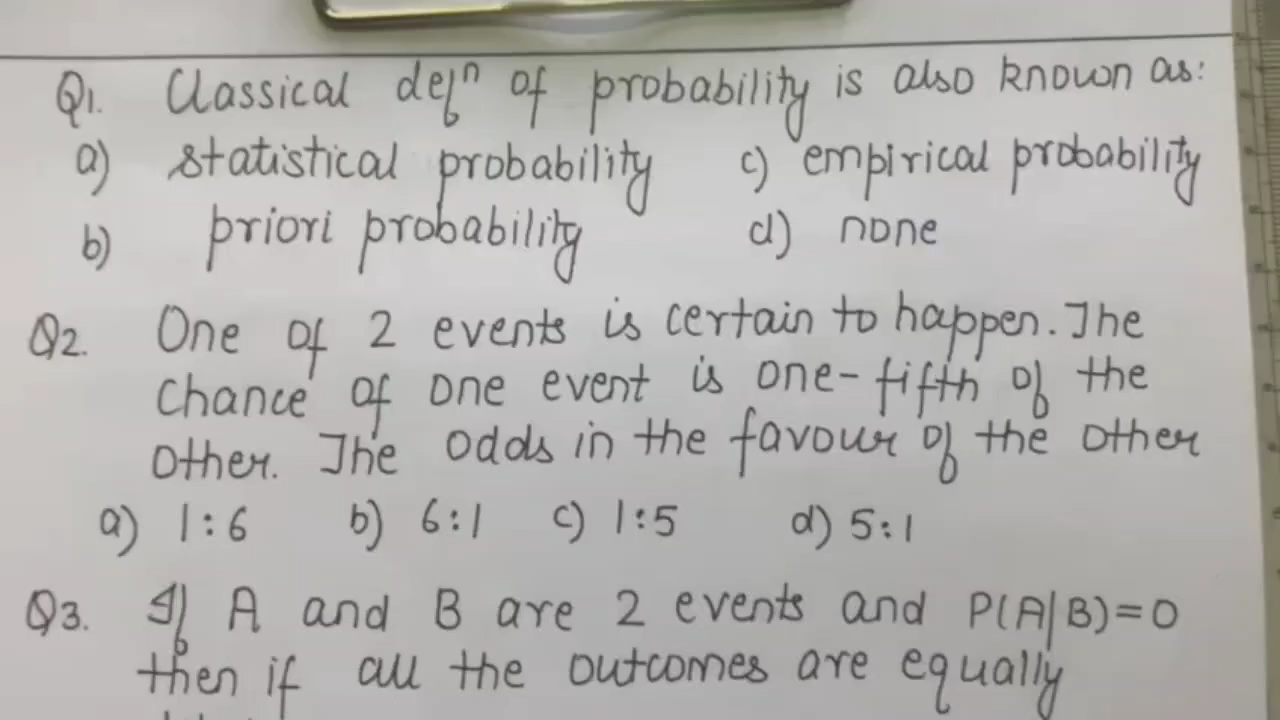 Q1. Classical defⁿ of probability is also known as:
a) statistical probability c) empirical probability
b) priori probability d) none
Q2. One of 2 events is certain to happen. The
chance of one event is one-fifth of the
other. The odds in the favour of the other
a) 1:6 b) 6:1 c) 1:5 d) 5:1
Q3. If A and B are 2 events and P(A|B)=0
then if all the outcomes are equally